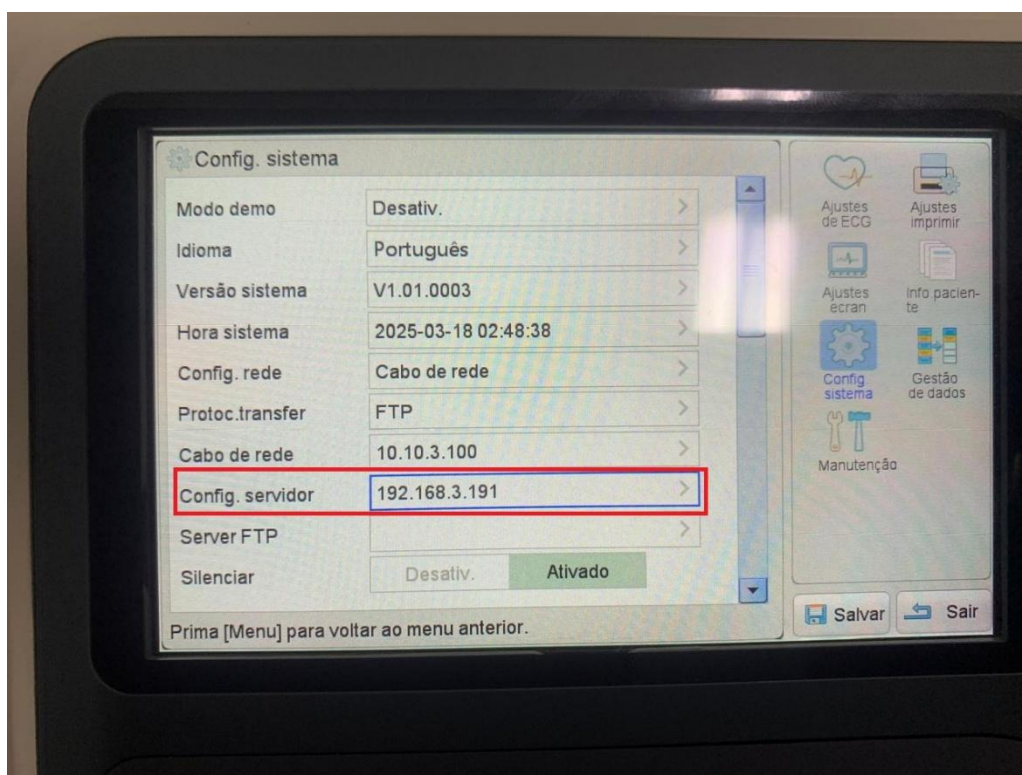 Config. sistema
Modo demo Desativ.
Idioma Português
Versão sistema V1.01.0003
Hora sistema 2025-03-18 02:48:38
Config. rede Cabo de rede
Protoc.transfer FTP
Cabo de rede 10.10.3.100
Config. servidor 192.168.3.191
Server FTP
Silenciar Desativ. Ativado
Prima [Menu] para voltar ao menu anterior.
Ajustes de ECG
Ajustes imprimir
Ajustes écran
Info pacien-
te
Config sistema
Gestão de dados
Manutenção
Salvar Sair